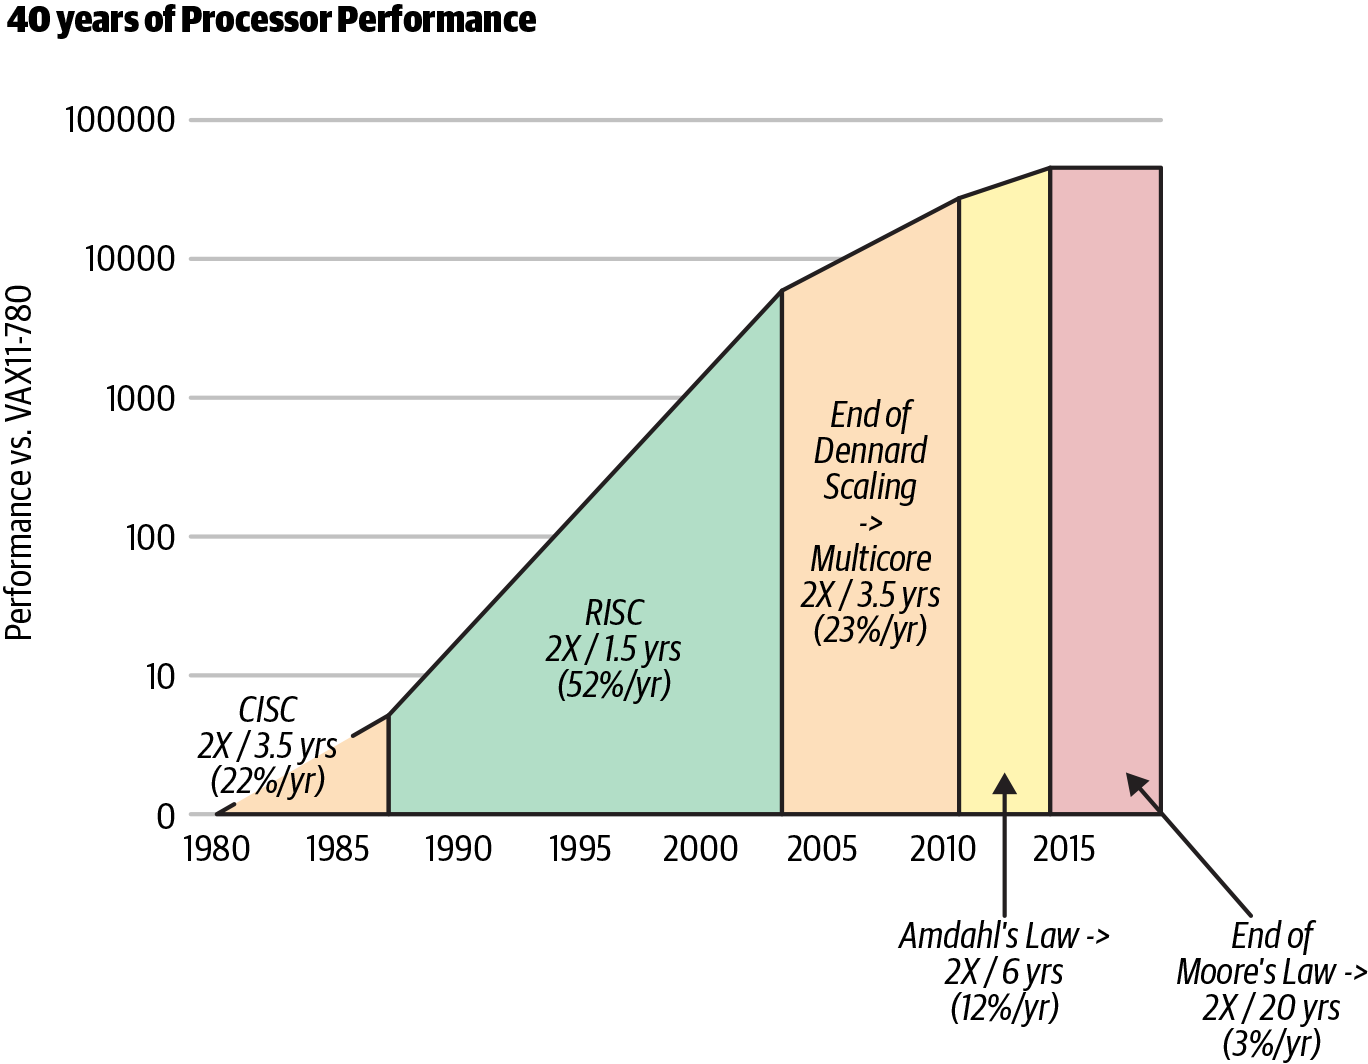 40 years of Processor Performance
Performance vs. VAX11-780
100000
10000
1000
100
10
0
1980 1985 1990 1995 2000 2005 2010 2015
CISC
2X / 3.5 yrs
(22%/yr)
RISC
2X / 1.5 yrs
(52%/yr)
End of
Dennard
Scaling
->
Multicore
2X / 3.5 yrs
(23%/yr)
Amdahl's Law ->
2X / 6 yrs
(12%/yr)
End of
Moore's Law ->
2X / 20 yrs
(3%/yr)